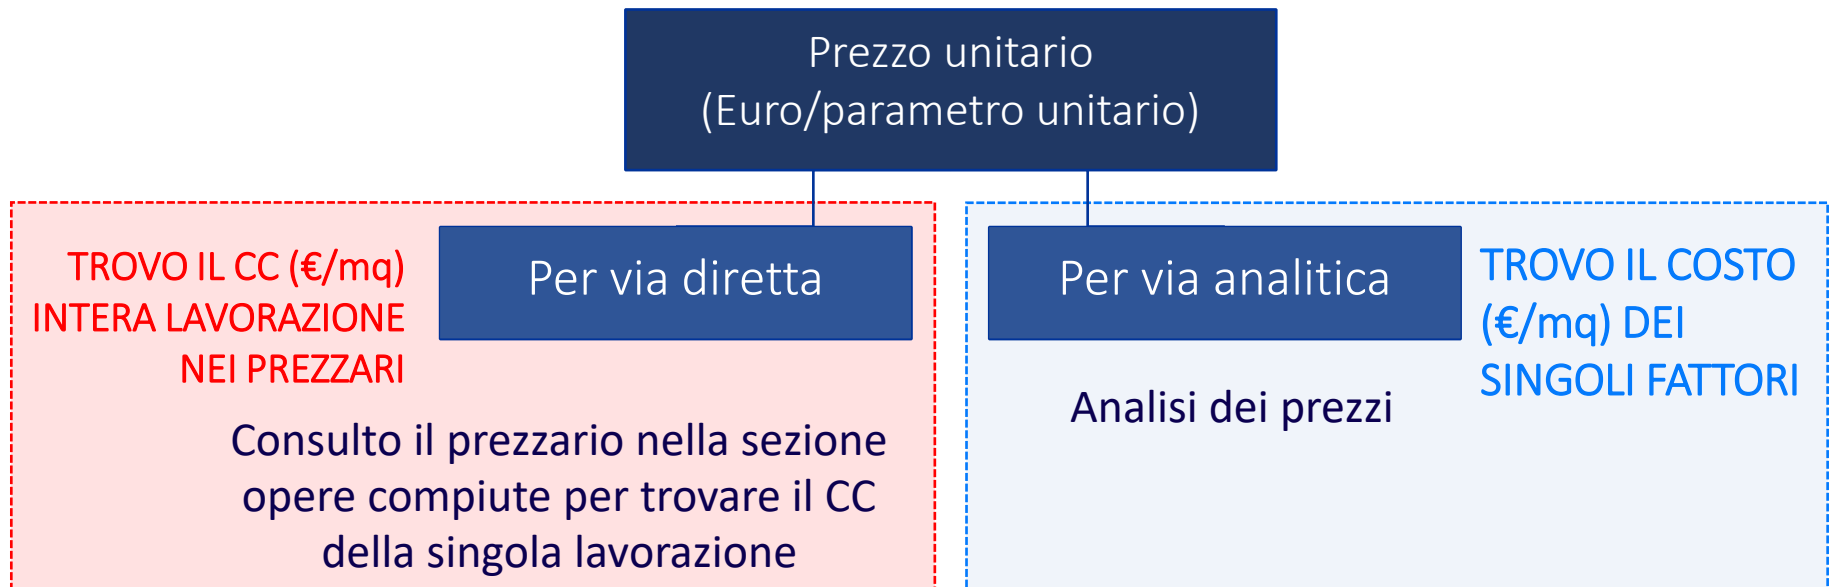 Prezzo unitario
(Euro/parametro unitario)
TROVO IL CC (€/mq)
INTERA LAVORAZIONE
NEI PREZZARI
Per via diretta
Consulto il prezzario nella sezione
opere compiute per trovare il CC
della singola lavorazione
Per via analitica
TROVO IL COSTO
(€/mq) DEI
SINGOLI FATTORI
Analisi dei prezzi